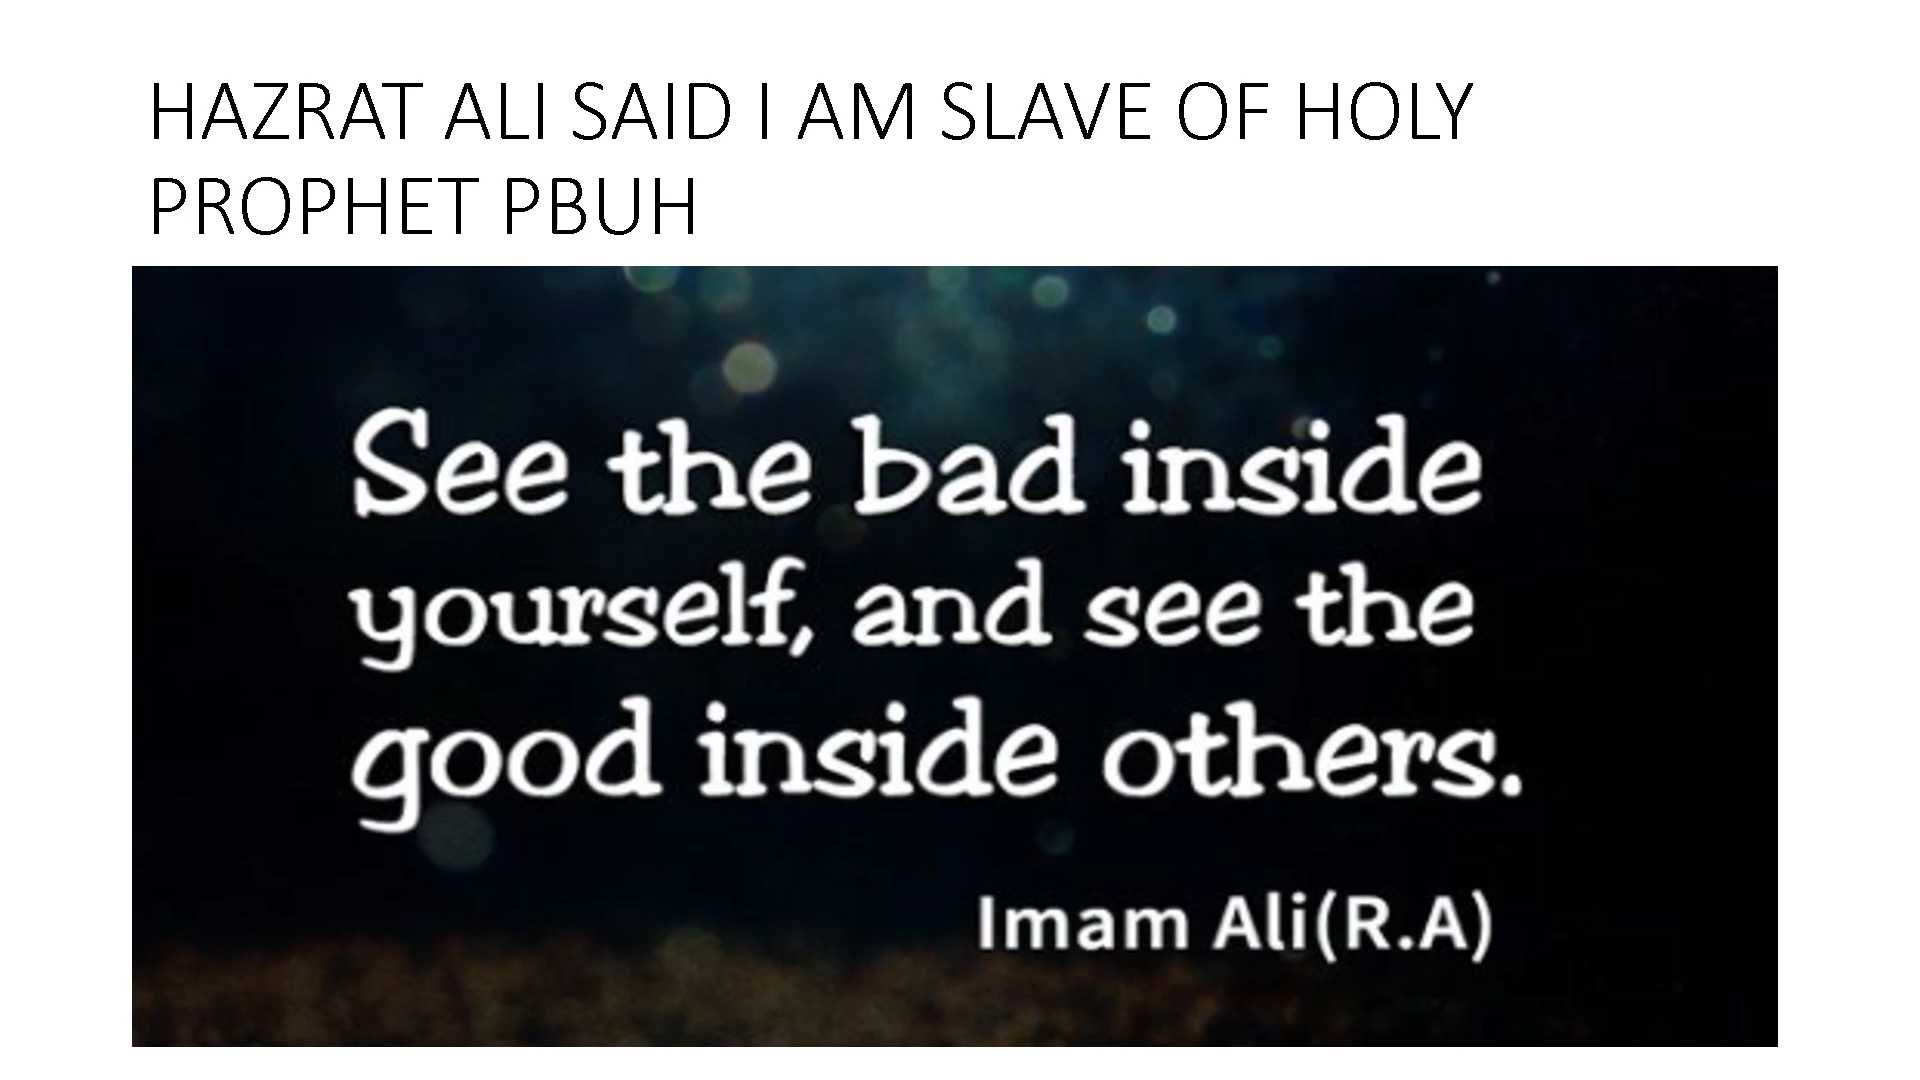 HAZRAT ALI SAID I AM SLAVE OF HOLY
PROPHET PBUH
See the bad inside
yourself, and see the
good inside others.
Imam Ali(R.A)